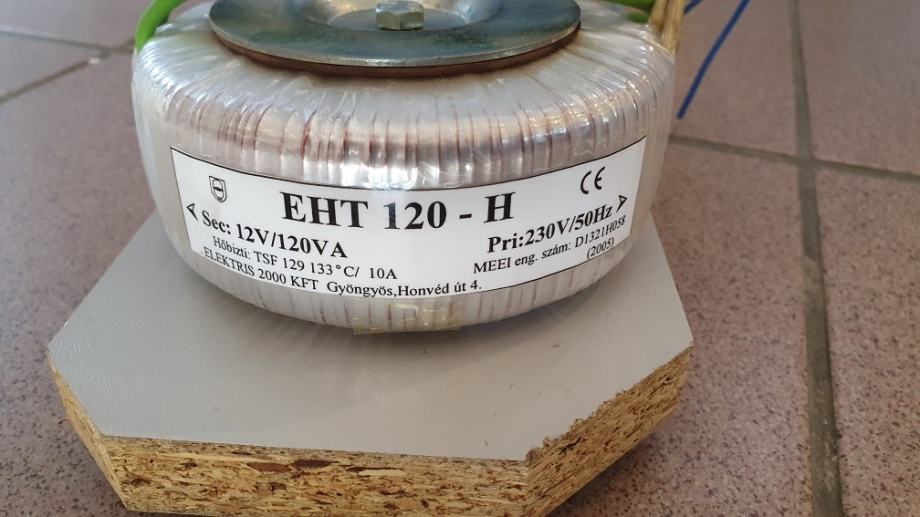 EHT 120 - H
CE
Sec: 12V/120VA
Pri:230V/50Hz
Hőbizti: TSF 129 133°C/ 10A
MEEI eng. szám: D1321H058
ELEKTRIS 2000 KFT Gyöngyös,Honvéd út 4.
(2005)